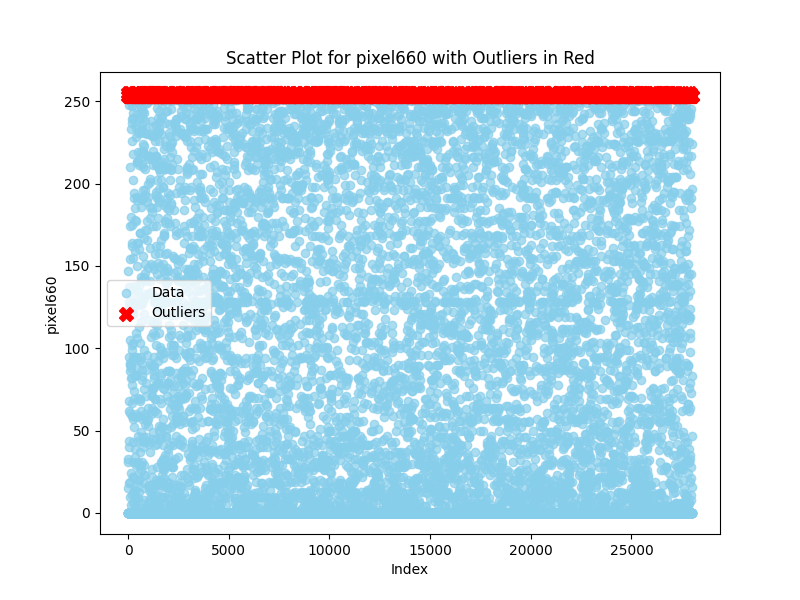 Scatter Plot for pixel660 with Outliers in Red
250
200
150
100
50
0
pixel660
Data
Outliers
0 5000 10000 15000 20000 25000
Index